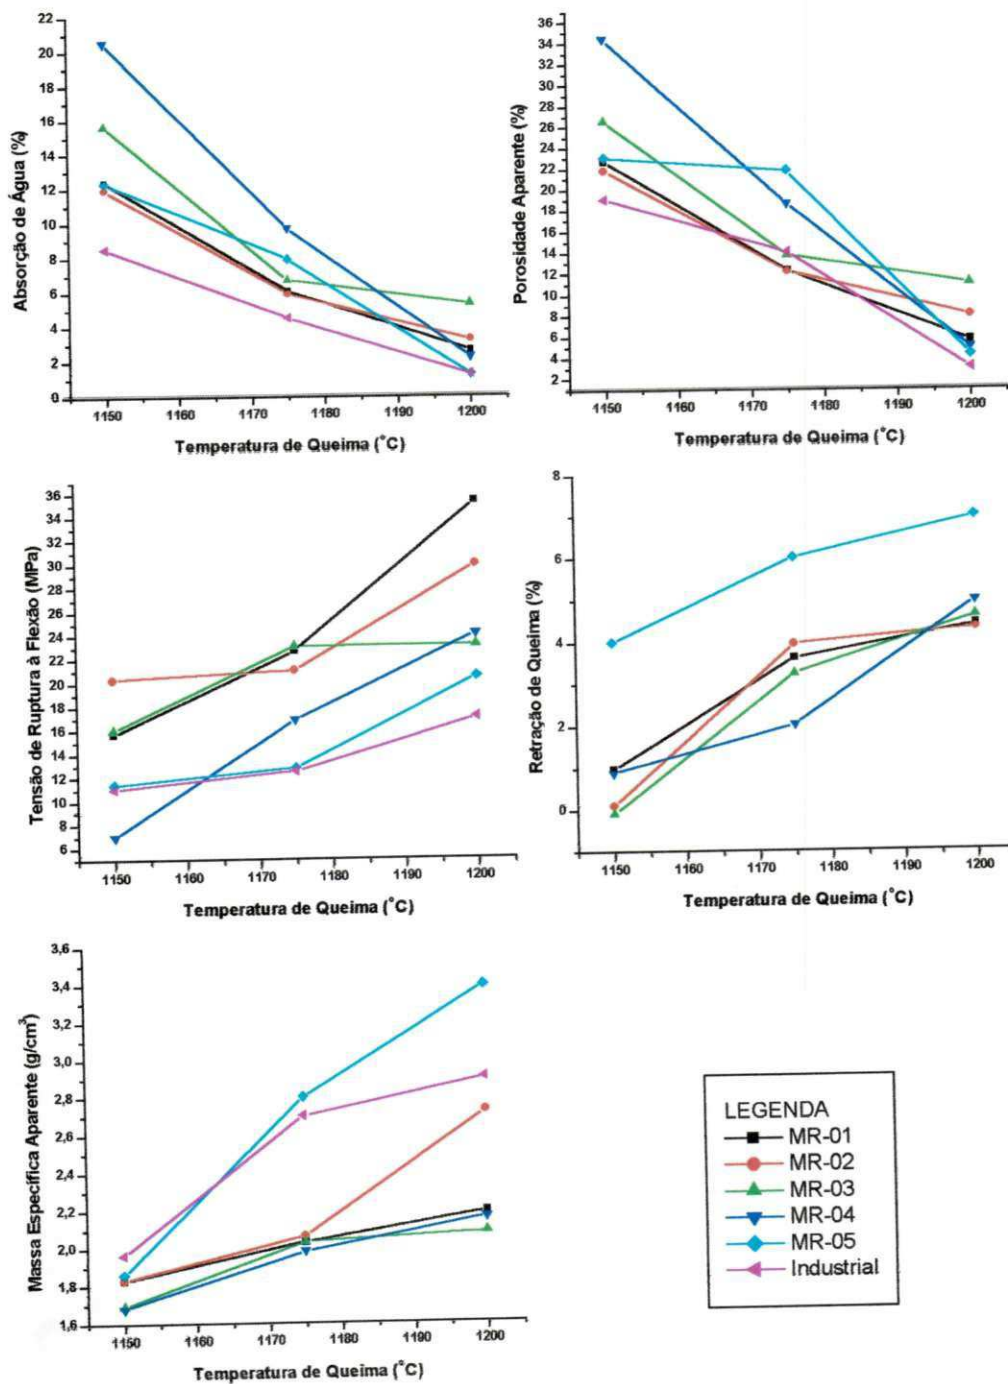 Absorção de Água (%)
22
20
18
16
14
12
10
8
6
4
2
0
1150 1160 1170 1180 1190 1200
Temperatura de Queima (°C)
Porosidade Aparente (%)
36
34
32
30
28
26
24
22
20
18
16
14
12
10
8
6
4
2
1150 1160 1170 1180 1190 1200
Temperatura de Queima (°C)
Tensão de Ruptura à Flexão (MPa)
36
34
32
30
28
26
24
22
20
18
16
14
12
10
8
6
1150 1160 1170 1180 1190 1200
Temperatura de Queima (°C)
Retração de Queima (%)
8
6
4
2
0
1150 1160 1170 1180 1190 1200
Temperatura de Queima (°C)
Massa Específica Aparente (g/cm³)
3,6
3,4
3,2
3,0
2,8
2,6
2,4
2,2
2,0
1,8
1,6
1150 1160 1170 1180 1190 1200
Temperatura de Queima (°C)
LEGENDA
MR-01
MR-02
MR-03
MR-04
MR-05
Industrial